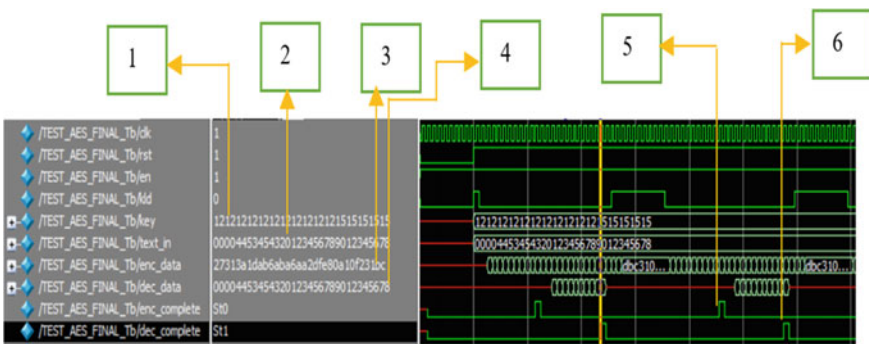 1 2 3 4 5 6
/TEST_AES_FINAL_Tb/clk 1
/TEST_AES_FINAL_Tb/rst 1
/TEST_AES_FINAL_Tb/en 1
/TEST_AES_FINAL_Tb/kld 0
/TEST_AES_FINAL_Tb/key 12121212121212121212121515151515 12121212121212121212121515151515
/TEST_AES_FINAL_Tb/text_in 00004453454320123456789012345678 00004453454320123456789012345678
/TEST_AES_FINAL_Tb/enc_data 27313a1dab6aba6aa2dfe80a10f231bc dbc310... dbc310...
/TEST_AES_FINAL_Tb/dec_data 00004453454320123456789012345678
/TEST_AES_FINAL_Tb/enc_complete St0
/TEST_AES_FINAL_Tb/dec_complete St1